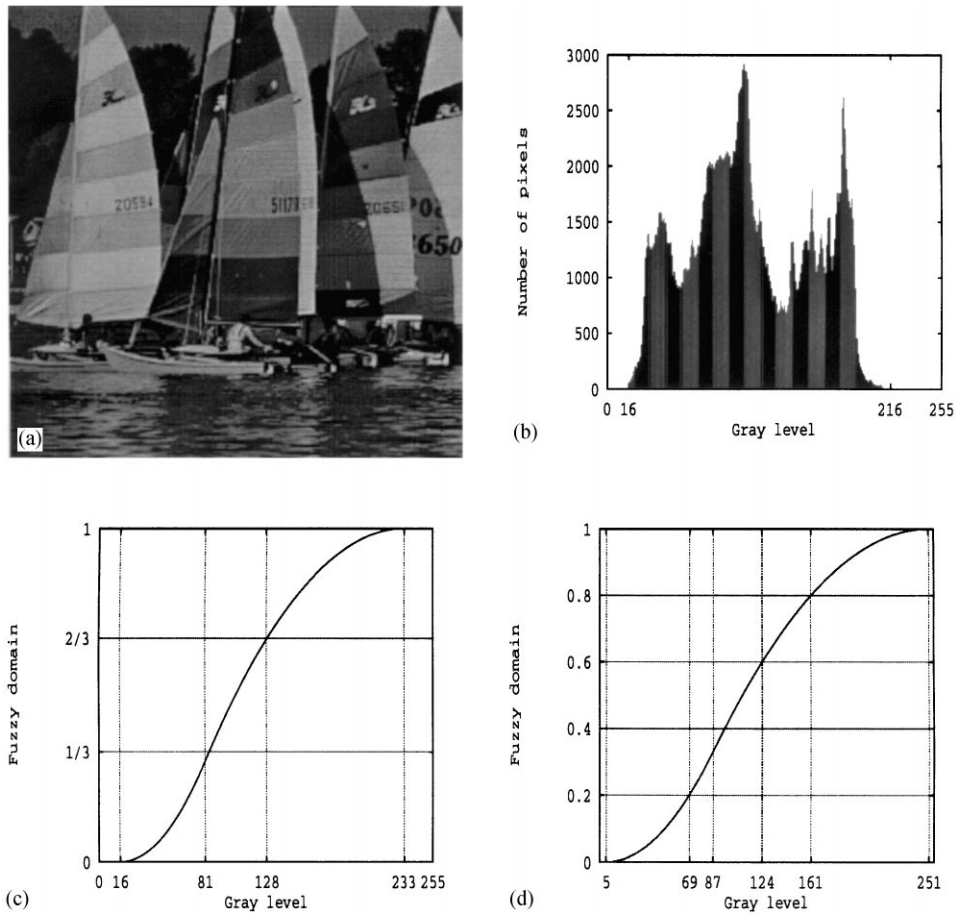 20594
51179
20651
(a)
3000
2500
2000
1500
1000
500
0
Number of pixels
0 16 216 255
Gray level
(b)
1
2/3
1/3
0
Fuzzy domain
0 16 81 128 233 255
Gray level
(c)
1
0.8
0.6
0.4
0.2
0
Fuzzy domain
5 69 87 124 161 251
Gray level
(d)